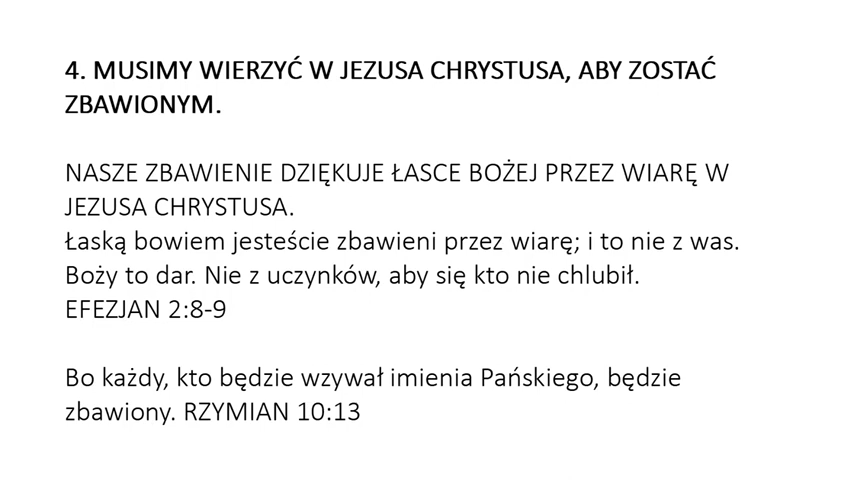 4. MUSIMY WIERZYĆ W JEZUSA CHRYSTUSA, ABY ZOSTAĆ
ZBAWIONYM.
NASZE ZBAWIENIE DZIĘKUJE ŁASCE BOŻEJ PRZEZ WIARĘ W
JEZUSA CHRYSTUSA.
Łaską bowiem jesteście zbawieni przez wiarę; i to nie z was.
Boży to dar. Nie z uczynków, aby się kto nie chlubił.
EFEZJAN 2:8-9
Bo każdy, kto będzie wzywał imienia Pańskiego, będzie
zbawiony. RZYMIAN 10:13